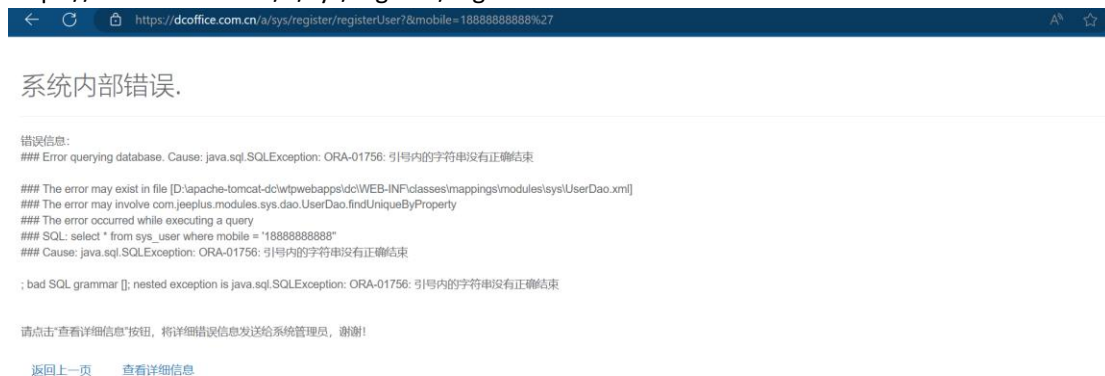 https://dcoffice.com.cn/a/sys/register/registerUser?&mobile=18888888888%27
系统内部错误.
错误信息:
### Error querying database. Cause: java.sql.SQLException: ORA-01756: 引号内的字符串没有正确结束
### The error may exist in file [D:\apache-tomcat-dc\wtpwebapps\dc\WEB-INF\classes\mappings\modules\sys\UserDao.xml]
### The error may involve com.jeeplus.modules.sys.dao.UserDao.findUniqueByProperty
### The error occurred while executing a query
### SQL: select * from sys_user where mobile = '18888888888''
### Cause: java.sql.SQLException: ORA-01756: 引号内的字符串没有正确结束
; bad SQL grammar []; nested exception is java.sql.SQLException: ORA-01756: 引号内的字符串没有正确结束
请点击“查看详细信息”按钮，将详细错误信息发送给系统管理员，谢谢！
返回上一页 查看详细信息